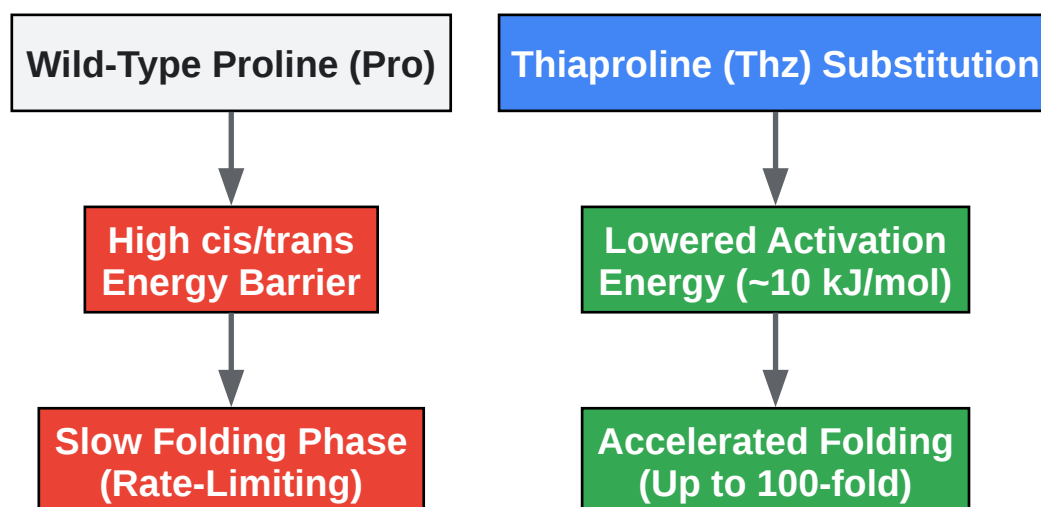 Wild-Type Proline (Pro)
Thiaproline (Thz) Substitution
High cis/trans
Energy Barrier
Lowered Activation
Energy (~10 kJ/mol)
Slow Folding Phase
(Rate-Limiting)
Accelerated Folding
(Up to 100-fold)